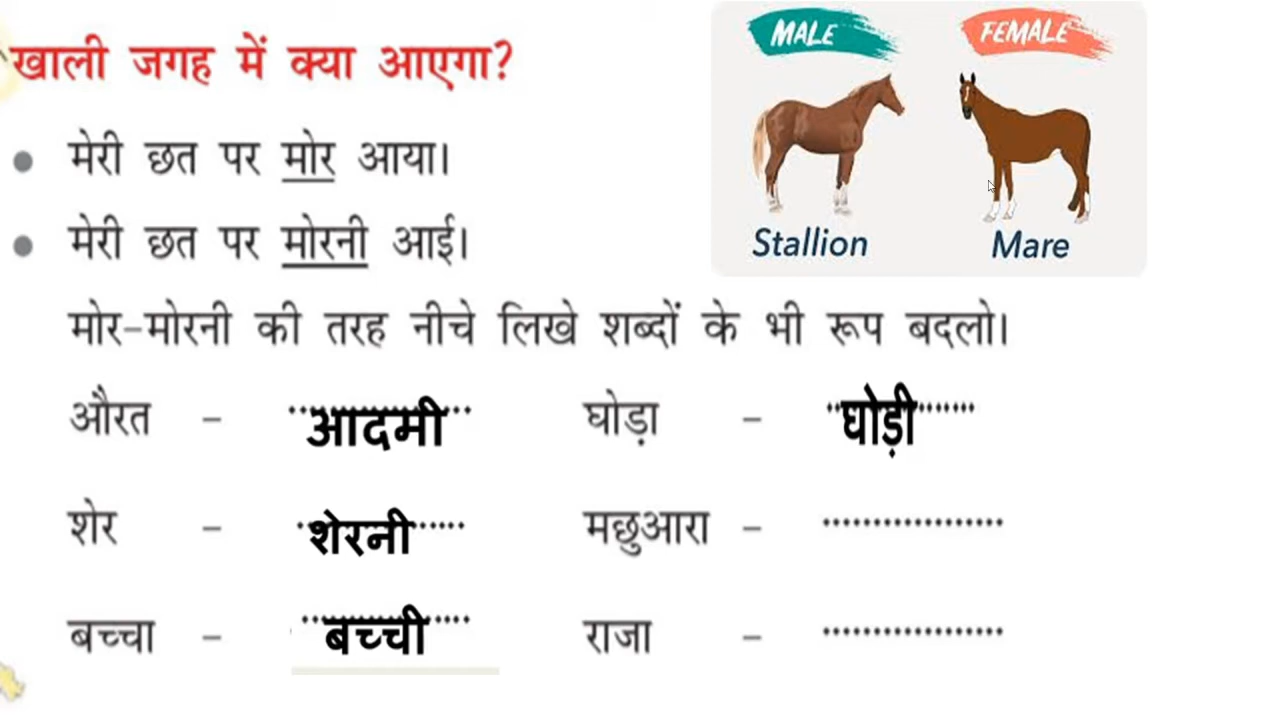 खाली जगह में क्या आएगा?
MALE FEMALE
Stallion Mare
• मेरी छत पर मोर आया।
• मेरी छत पर मोरनी आई।
मोर-मोरनी की तरह नीचे लिखे शब्दों के भी रूप बदलो।
औरत - आदमी घोड़ा - घोड़ी
शेर - शेरनी मछुआरा - ..................
बच्चा - बच्ची राजा - ..................